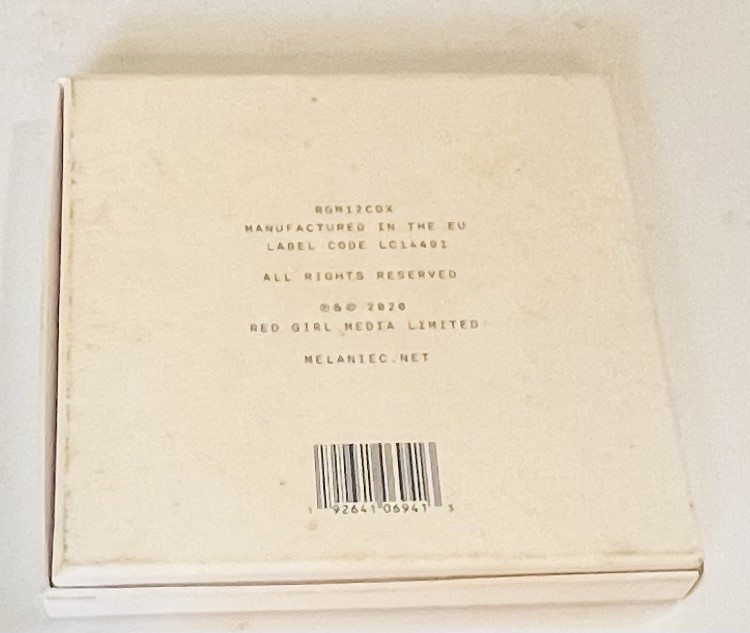 RGM12CDX
MANUFACTURED IN THE EU
LABEL CODE LC14491
ALL RIGHTS RESERVED
℗&© 2020
RED GIRL MEDIA LIMITED
MELANIEC.NET
1 92641 06941 3